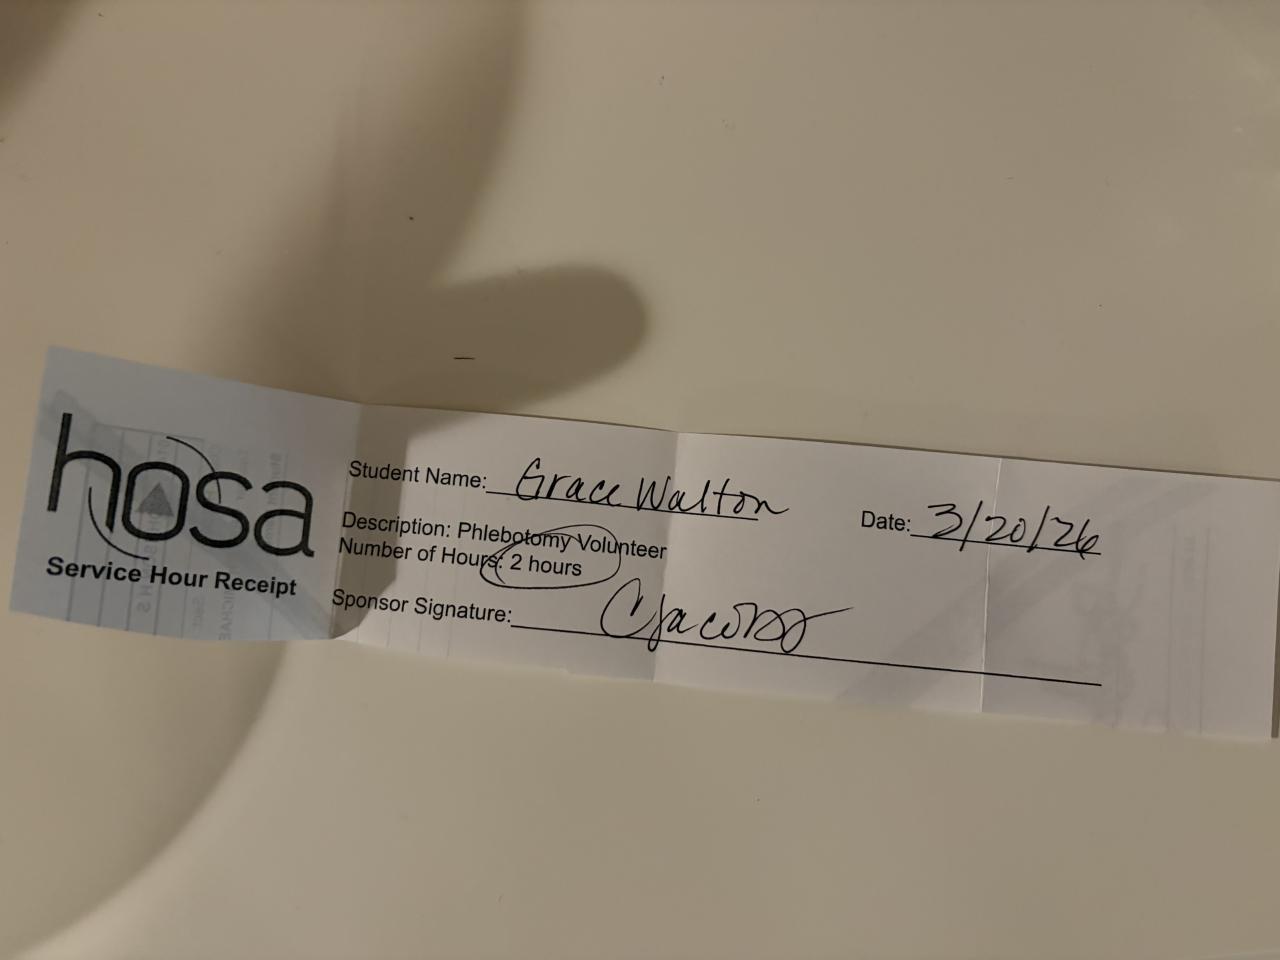 hosa
Service Hour Receipt
Student Name: Grace Walton Date: 3/20/26
Description: Phlebotomy Volunteer
Number of Hours: 2 hours
Sponsor Signature: CJacobs